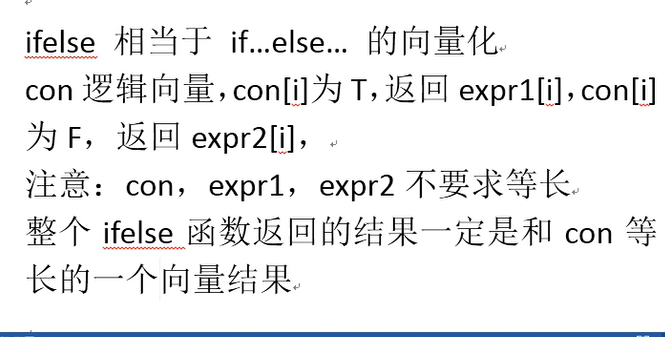 ifelse 相当于 if…else… 的向量化
con 逻辑向量，con[i]为 T，返回 expr1[i]，con[i]
为 F，返回 expr2[i]，
注意：con，expr1，expr2 不要求等长
整个 ifelse 函数返回的结果一定是和 con 等
长的一个向量结果